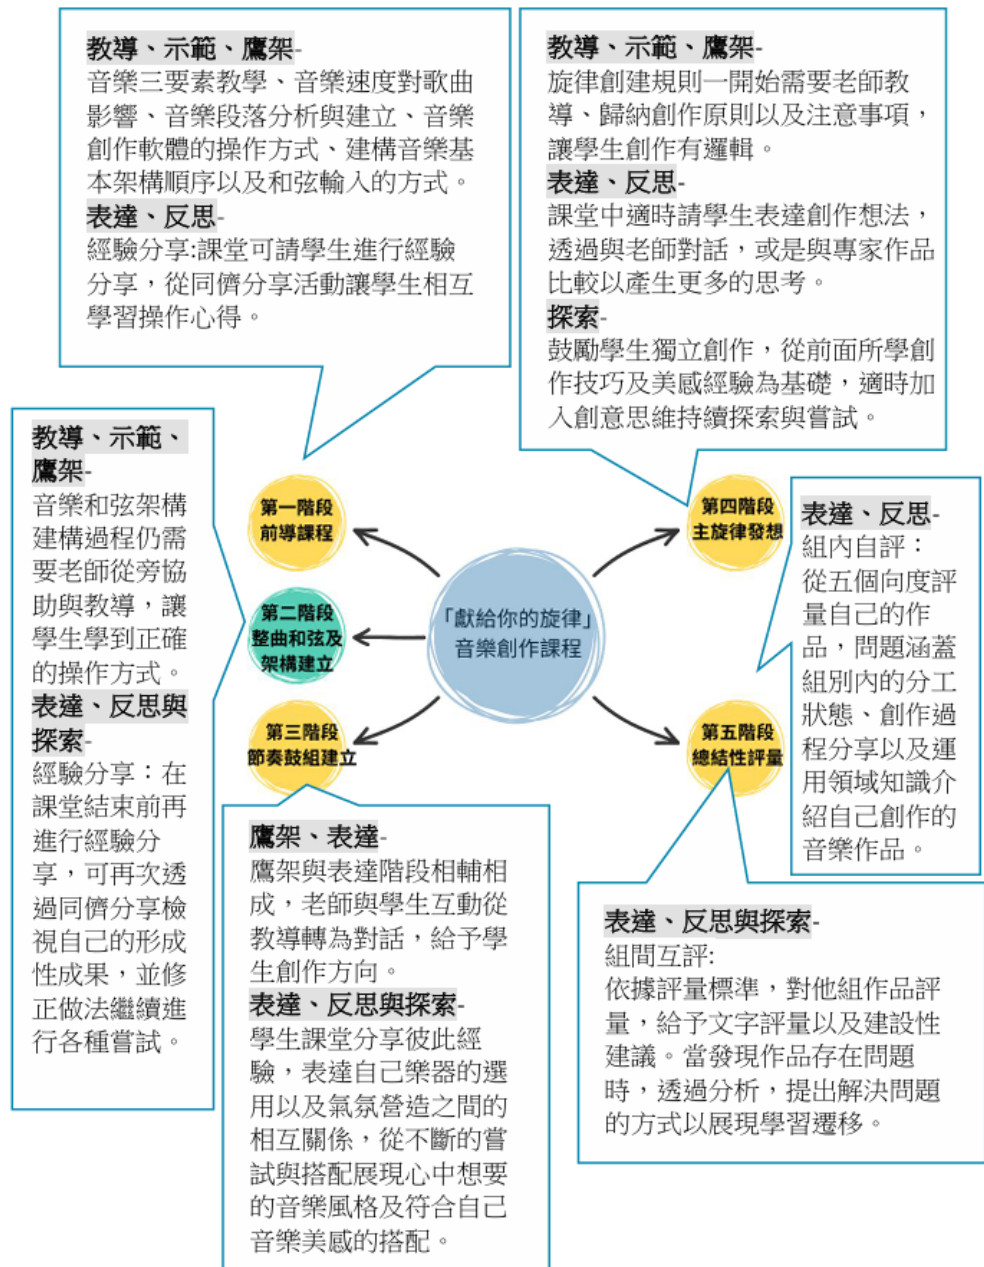 教導、示範、鷹架-
音樂三要素教學、音樂速度對歌曲
影響、音樂段落分析與建立、音樂
創作軟體的操作方式、建構音樂基
本架構順序以及和弦輸入的方式。
表達、反思-
經驗分享:課堂可請學生進行經驗
分享，從同儕分享活動讓學生相互
學習操作心得。
教導、示範、鷹架-
旋律創建規則一開始需要老師教
導、歸納創作原則以及注意事項，
讓學生創作有邏輯。
表達、反思-
課堂中適時請學生表達創作想法，
透過與老師對話，或是與專家作品
比較以產生更多的思考。
探索-
鼓勵學生獨立創作，從前面所學創
作技巧及美感經驗為基礎，適時加
入創意思維持續探索與嘗試。
教導、示範、
鷹架-
音樂和弦架構
建構過程仍需
要老師從旁協
助與教導，讓
學生學到正確
的操作方式。
表達、反思與
探索-
經驗分享：在
課堂結束前再
進行經驗分
享，可再次透
過同儕分享檢
視自己的形成
性成果，並修
正做法繼續進
行各種嘗試。
第一階段
前導課程
第二階段
整曲和弦及
架構建立
第三階段
節奏鼓組建立
「獻給你的旋律」
音樂創作課程
第四階段
主旋律發想
第五階段
總結性評量
表達、反思-
組內自評：
從五個向度評
量自己的作
品，問題涵蓋
組別內的分工
狀態、創作過
程分享以及運
用領域知識介
紹自己創作的
音樂作品。
鷹架、表達-
鷹架與表達階段相輔相
成，老師與學生互動從
教導轉為對話，給予學
生創作方向。
表達、反思與探索-
學生課堂分享彼此經
驗，表達自己樂器的選
用以及氣氛營造之間的
相互關係，從不斷的嘗
試與搭配展現心中想要
的音樂風格及符合自己
音樂美感的搭配。
表達、反思與探索-
組間互評:
依據評量標準，對他組作品評
量，給予文字評量以及建設性
建議。當發現作品存在問題
時，透過分析，提出解決問題
的方式以展現學習遷移。